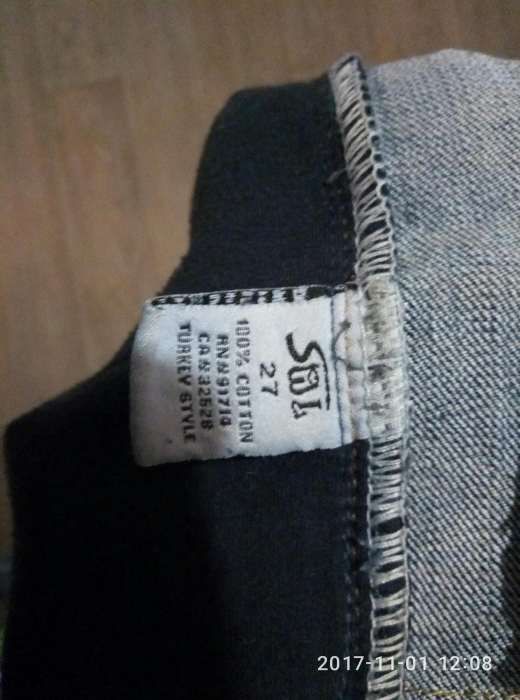 27
100% COTTON
RN#91714
CA#32528
TURKEY STYLE
2017-11-01 12:08